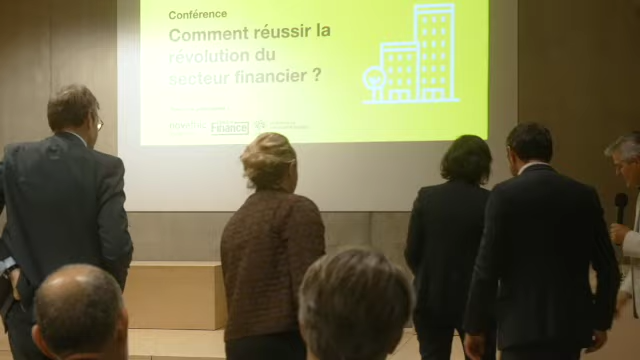 Conférence
Comment réussir la
révolution du
secteur financier ?
Finance